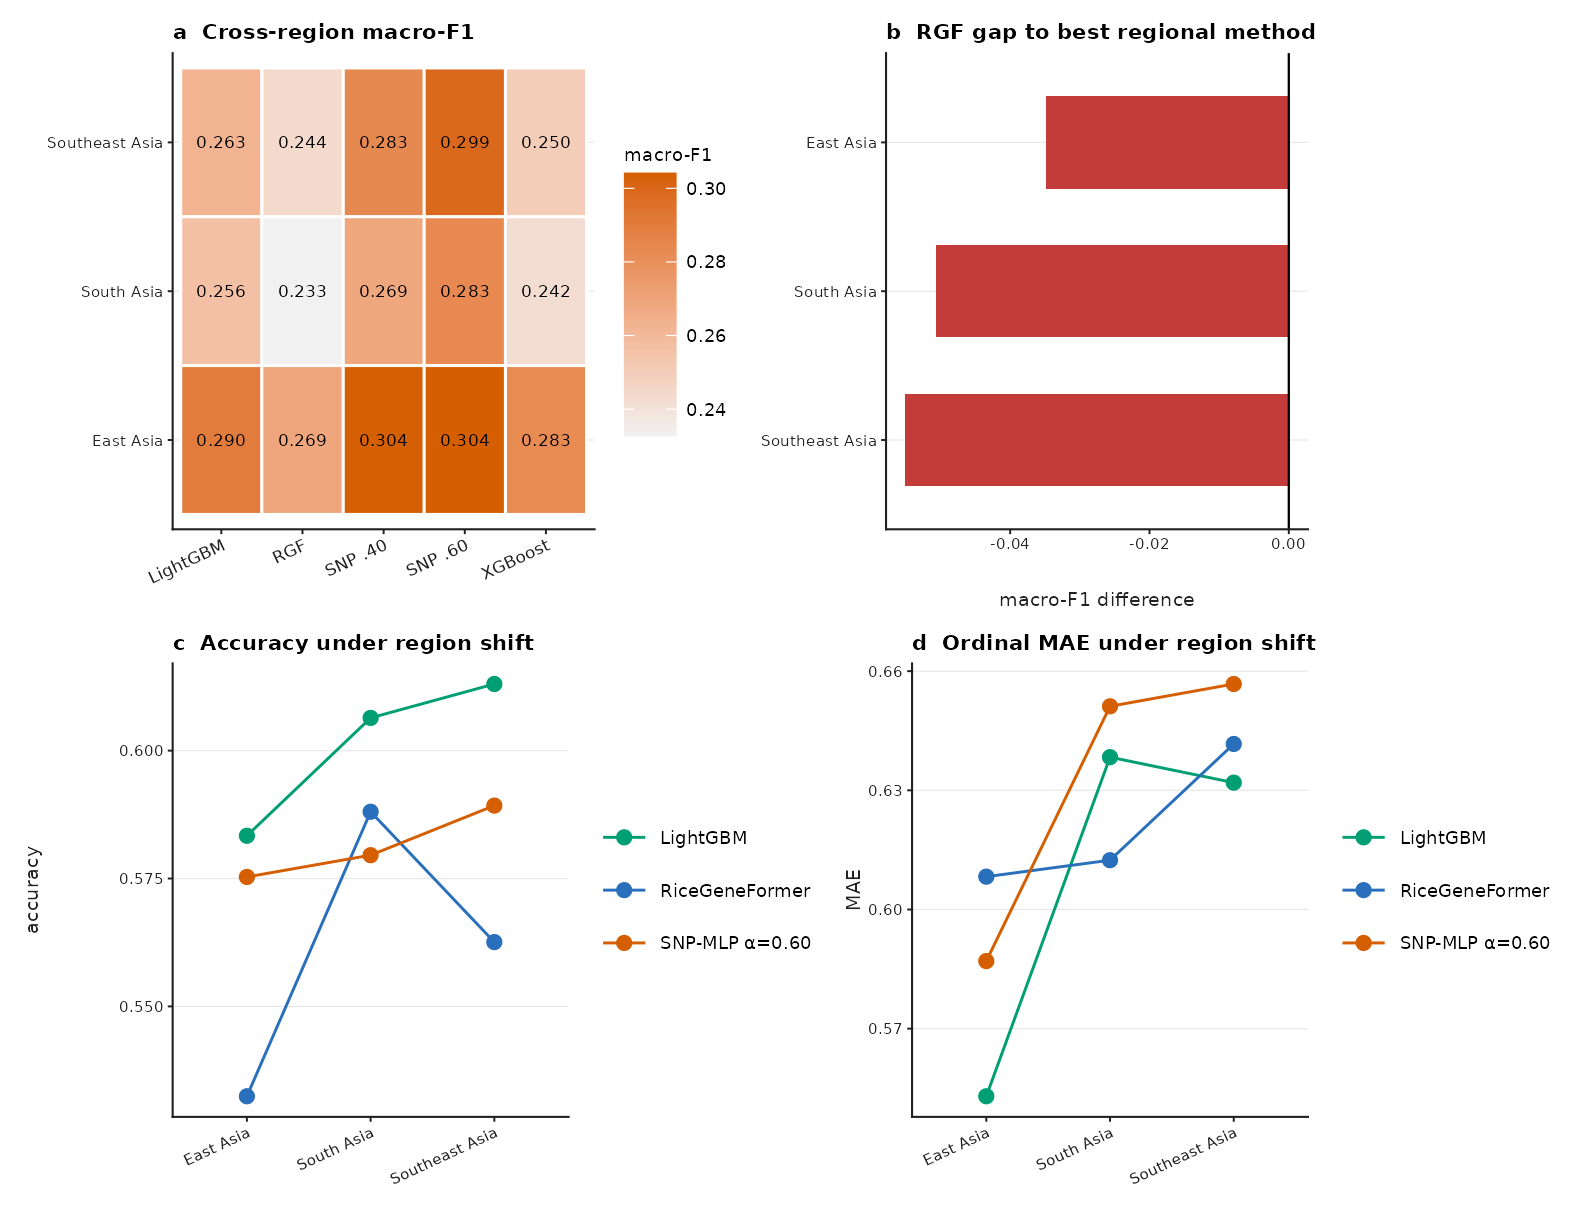 a  Cross-region macro-F1
Southeast Asia
South Asia
East Asia
0.263 0.244 0.283 0.299 0.250
0.256 0.233 0.269 0.283 0.242
0.290 0.269 0.304 0.304 0.283
LightGBM
RGF
SNP .40
SNP .60
XGBoost
macro-F1
0.30
0.28
0.26
0.24
b  RGF gap to best regional method
East Asia
South Asia
Southeast Asia
-0.04
-0.02
0.00
macro-F1 difference
c  Accuracy under region shift
accuracy
0.600
0.575
0.550
East Asia
South Asia
Southeast Asia
LightGBM
RiceGeneFormer
SNP-MLP α=0.60
d  Ordinal MAE under region shift
MAE
0.66
0.63
0.60
0.57
East Asia
South Asia
Southeast Asia
LightGBM
RiceGeneFormer
SNP-MLP α=0.60